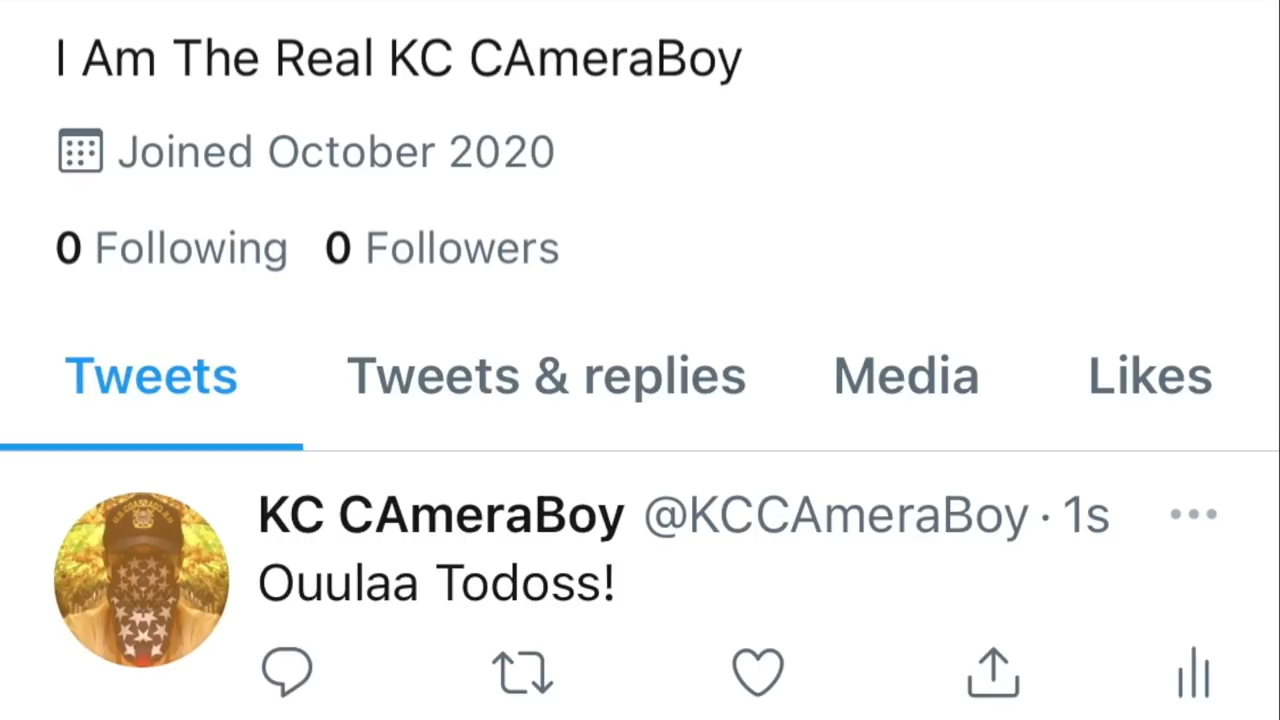 I Am The Real KC CAmeraBoy
Joined October 2020
0 Following 0 Followers
Tweets Tweets & replies Media Likes
KC CAmeraBoy @KCCAmeraBoy · 1s
Ouulaa Todoss!